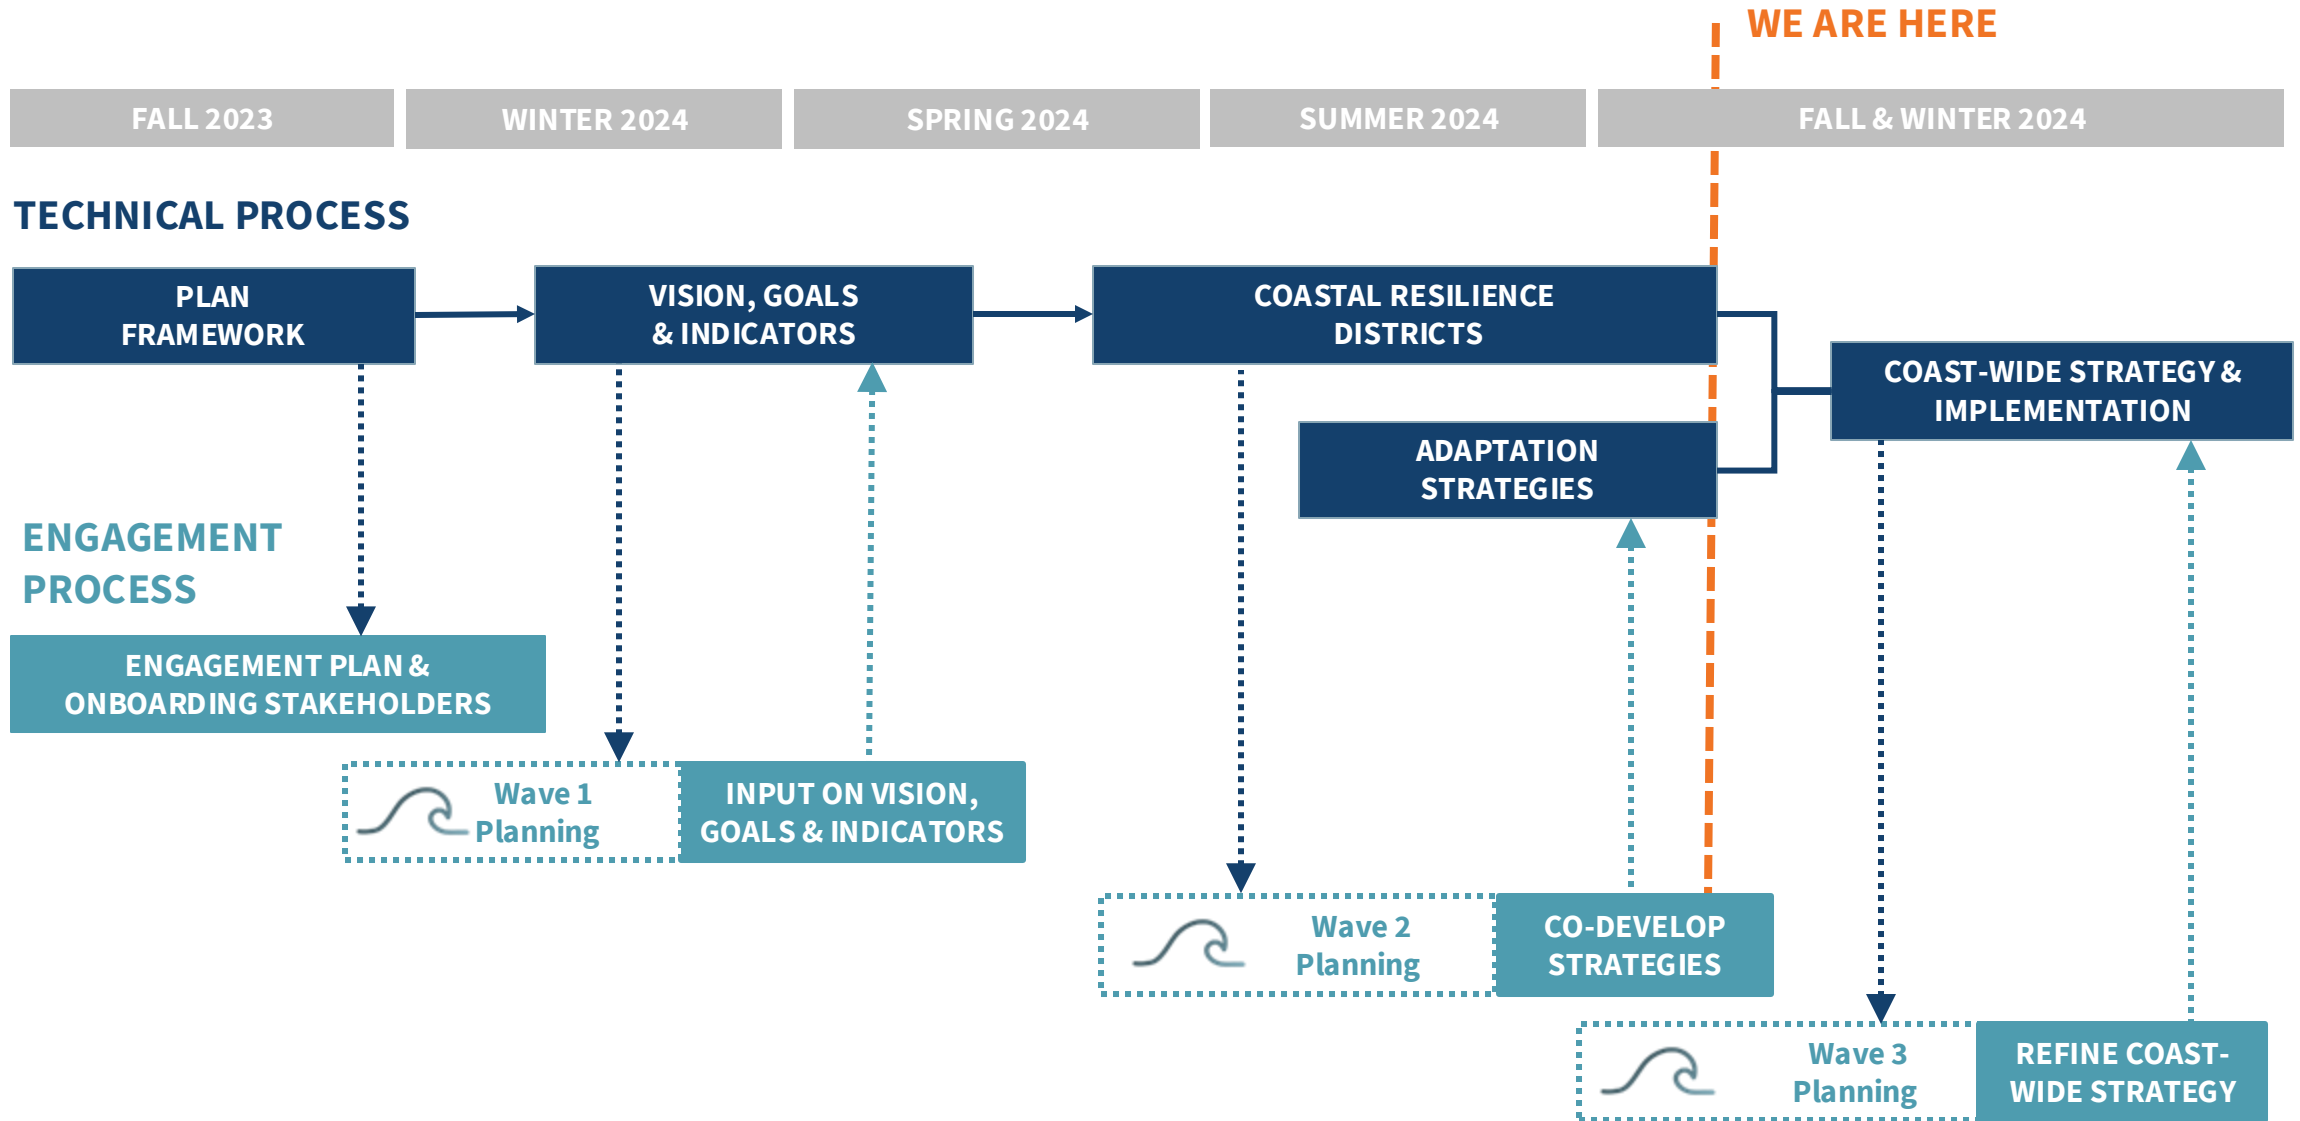 WE ARE HERE
FALL 2023
WINTER 2024
SPRING 2024
SUMMER 2024
FALL & WINTER 2024
TECHNICAL PROCESS
PLAN
FRAMEWORK
VISION, GOALS
& INDICATORS
COASTAL RESILIENCE
DISTRICTS
COAST-WIDE STRATEGY &
IMPLEMENTATION
ADAPTATION
STRATEGIES
ENGAGEMENT
PROCESS
ENGAGEMENT PLAN &
ONBOARDING STAKEHOLDERS
Wave 1
Planning
INPUT ON VISION,
GOALS & INDICATORS
Wave 2
Planning
CO-DEVELOP
STRATEGIES
Wave 3
Planning
REFINE COAST-
WIDE STRATEGY